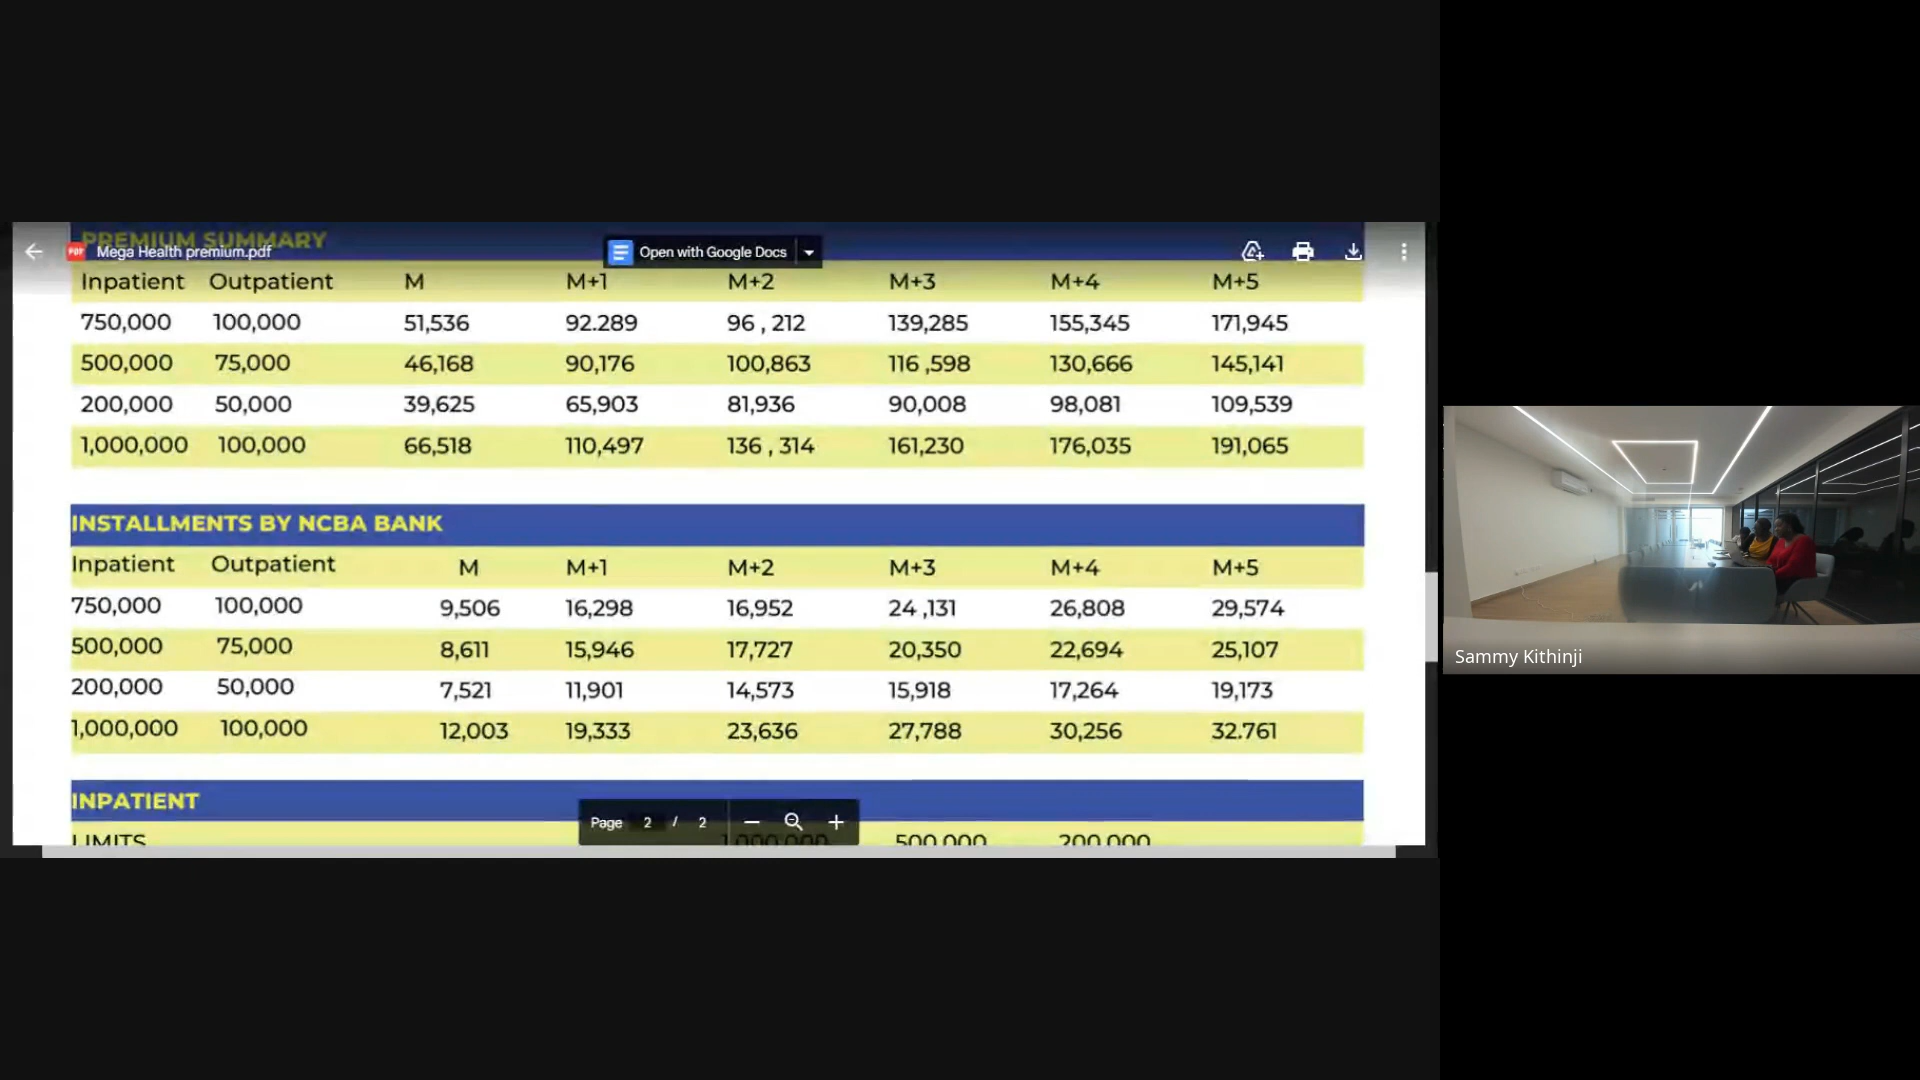 PREMIUM SUMMARY
Mega Health premium.pdf
Open with Google Docs
Inpatient Outpatient M M+1 M+2 M+3 M+4 M+5
750,000 100,000 51,536 92.289 96 , 212 139,285 155,345 171,945
500,000 75,000 46,168 90,176 100,863 116 ,598 130,666 145,141
200,000 50,000 39,625 65,903 81,936 90,008 98,081 109,539
1,000,000 100,000 66,518 110,497 136 , 314 161,230 176,035 191,065
INSTALLMENTS BY NCBA BANK
Inpatient Outpatient M M+1 M+2 M+3 M+4 M+5
750,000 100,000 9,506 16,298 16,952 24 ,131 26,808 29,574
500,000 75,000 8,611 15,946 17,727 20,350 22,694 25,107
200,000 50,000 7,521 11,901 14,573 15,918 17,264 19,173
1,000,000 100,000 12,003 19,333 23,636 27,788 30,256 32.761
INPATIENT
LIMITS 1,000,000 500,000 200,000
Page 2 / 2
Sammy Kithinji